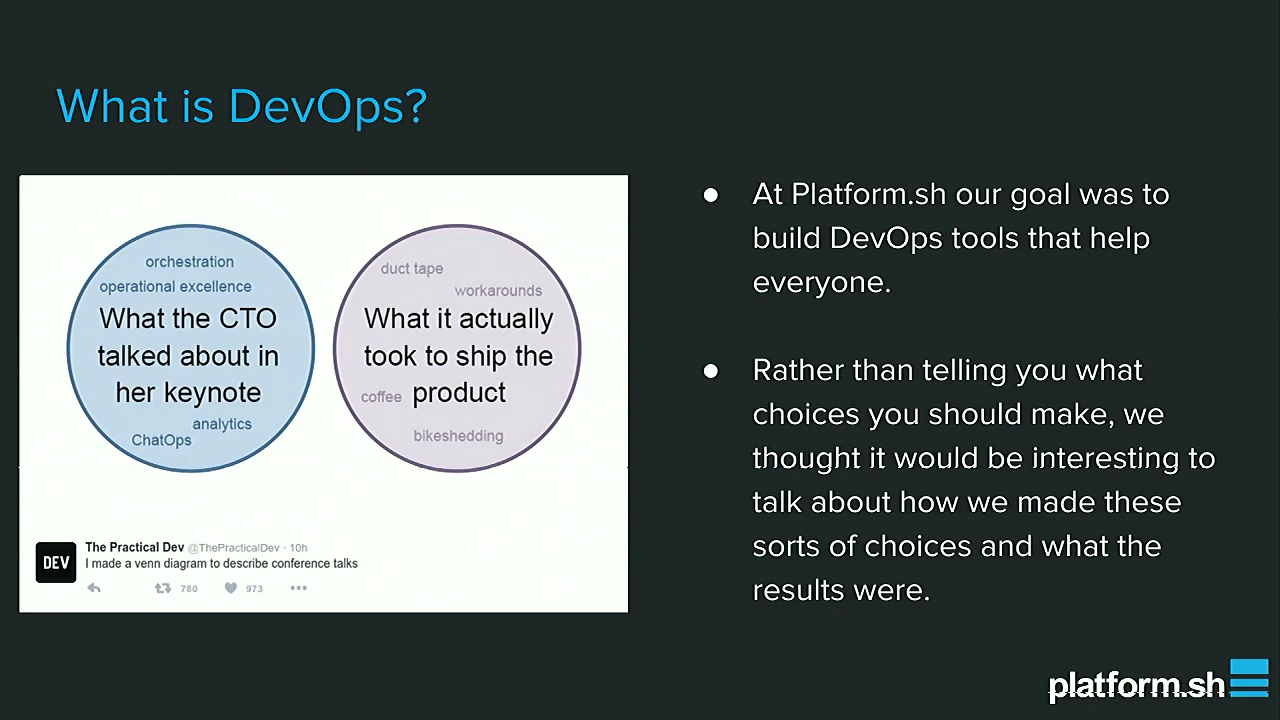 What is DevOps?
orchestration
operational excellence
What the CTO
talked about in
her keynote
analytics
ChatOps
duct tape
workarounds
What it actually
took to ship the
coffee product
bikeshedding
DEV
The Practical Dev @ThePracticalDev · 10h
I made a venn diagram to describe conference talks
780 973 •••
● At Platform.sh our goal was to
build DevOps tools that help
everyone.
● Rather than telling you what
choices you should make, we
thought it would be interesting to
talk about how we made these
sorts of choices and what the
results were.
platform.sh